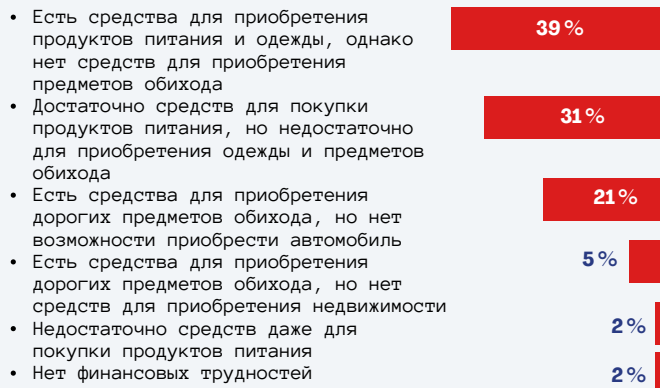 • Есть средства для приобретения
продуктов питания и одежды, однако
нет средств для приобретения
предметов обихода
39%
• Достаточно средств для покупки
продуктов питания, но недостаточно
для приобретения одежды и предметов
обихода
31%
• Есть средства для приобретения
дорогих предметов обихода, но нет
возможности приобрести автомобиль
21%
• Есть средства для приобретения
дорогих предметов обихода, но нет
средств для приобретения недвижимости
5%
• Недостаточно средств даже для
покупки продуктов питания
2%
• Нет финансовых трудностей
2%